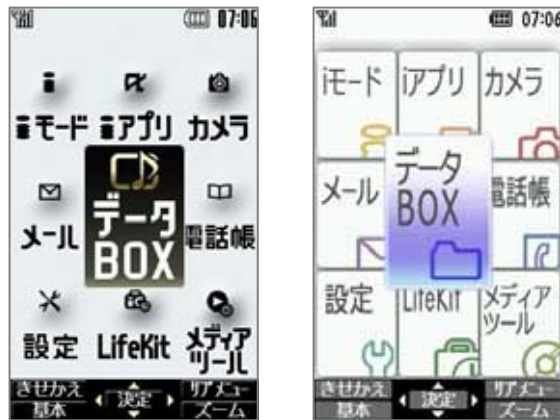 07:06
iモード iアプリ カメラ
メール データ 電話帳
BOX
設定 LifeKit メディア
ツール
きせかえ 決定 リアメニュー
基本 ズーム
07:06
iモード iアプリ カメラ
メール データ 電話帳
BOX
設定 LifeKit メディア
ツール
きせかえ 決定 リアメニュー
基本 ズーム